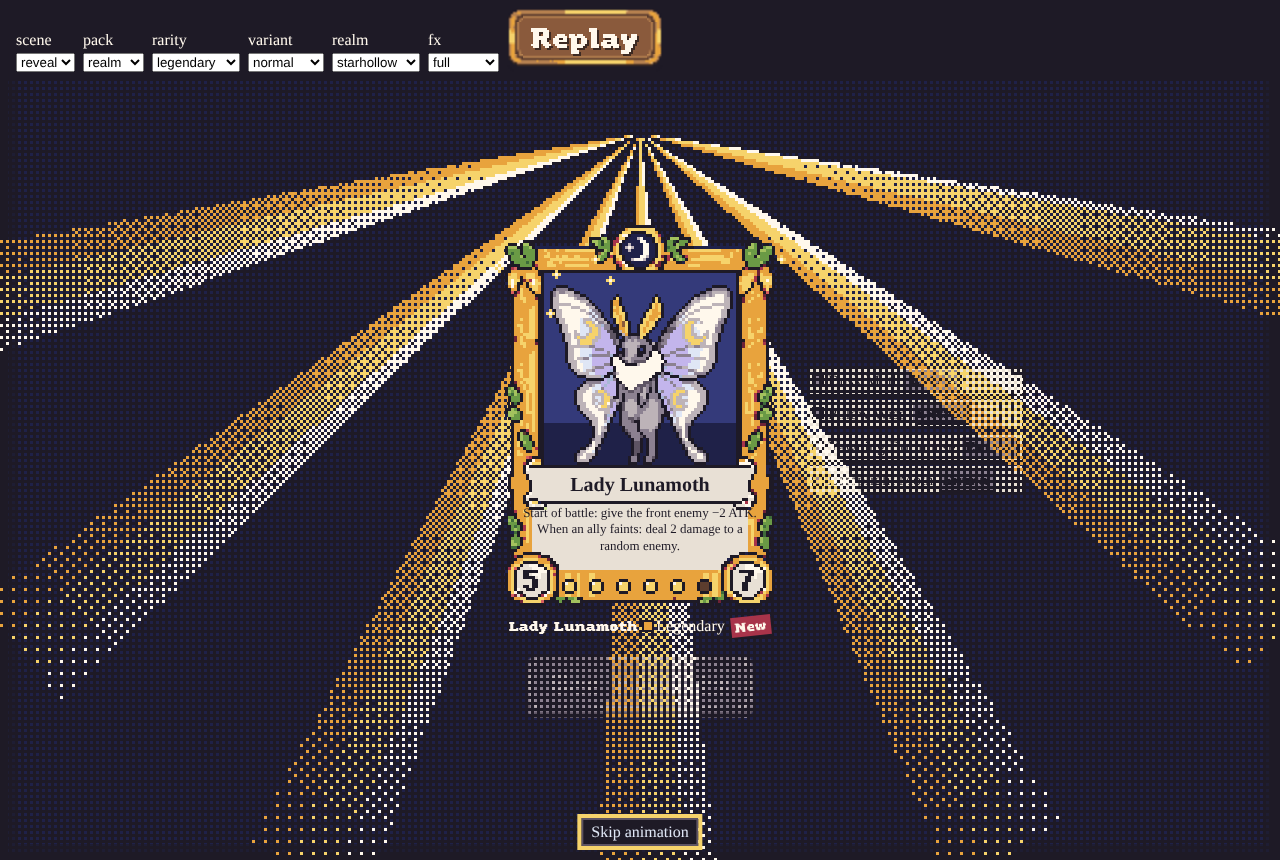 scene pack rarity variant realm fx
reveal realm legendary normal starhollow full
Replay
Lady Lunamoth
Start of battle: give the front enemy −2 ATK.
When an ally faints: deal 2 damage to a
random enemy.
5 7
Lady Lunamoth Legendary New
Skip animation